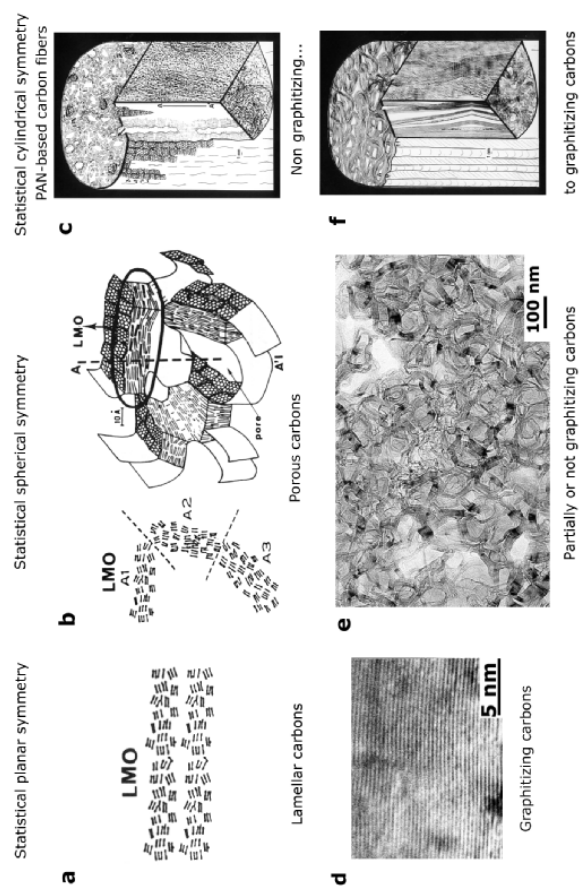 Statistical planar symmetry
Statistical spherical symmetry
Statistical cylindrical symmetry
PAN-based carbon fibers
a
LMO
Lamellar carbons
b
LMO
A1
A2
A3
LMO
A
10 Å
pore
A'
Porous carbons
c
Non graphitizing...
d
5 nm
Graphitizing carbons
e
100 nm
Partially or not graphitizing carbons
f
to graphitizing carbons